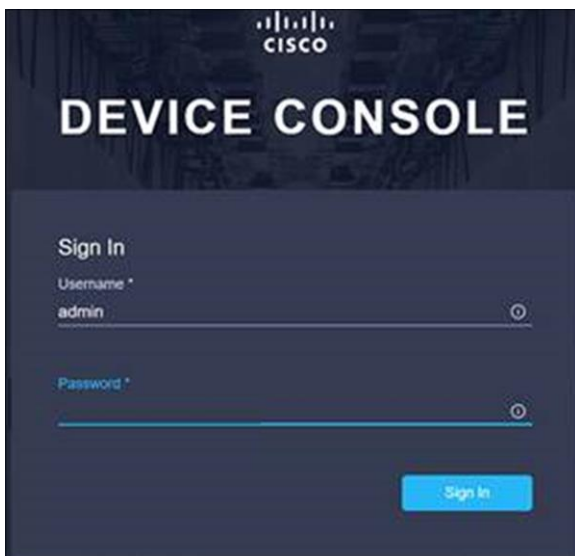 CISCO
DEVICE CONSOLE
Sign In
Username *
admin
Password *
Sign In